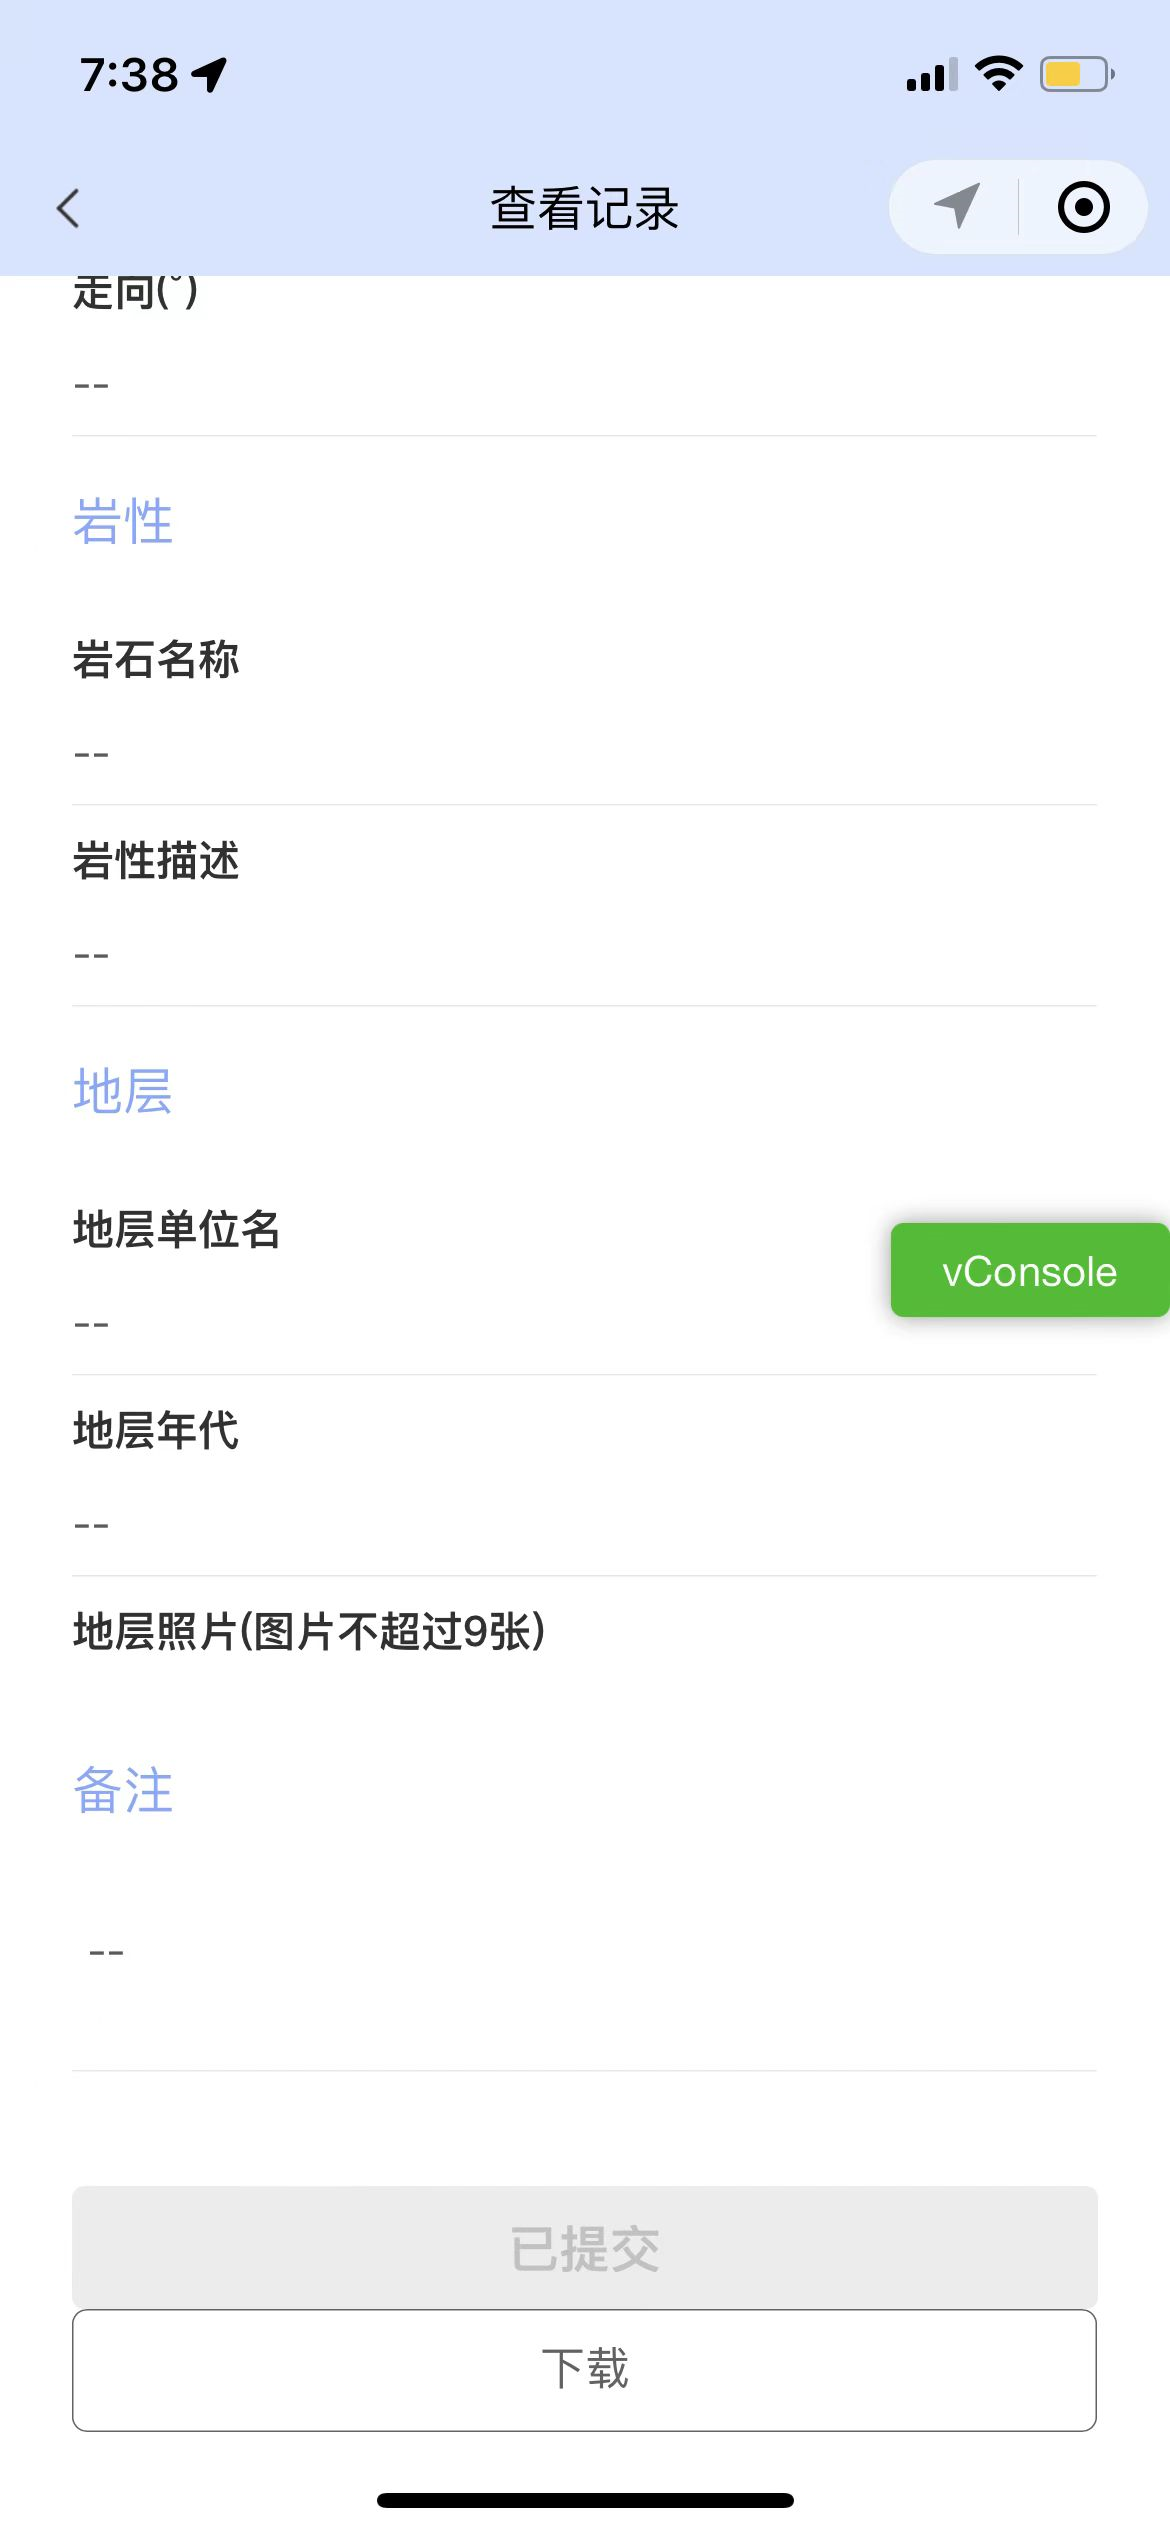 7:38
查看记录
走向(°)
--
岩性
岩石名称
--
岩性描述
--
地层
地层单位名
--
vConsole
地层年代
--
地层照片(图片不超过9张)
备注
--
已提交
下载